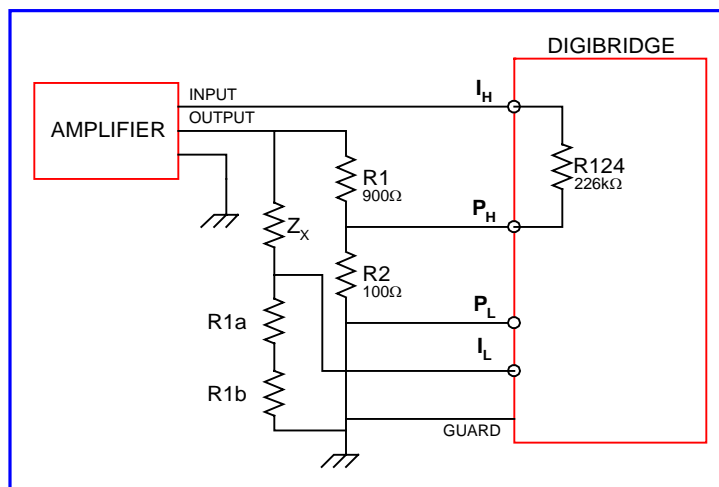 DIGIBRIDGE
INPUT
I_H
OUTPUT
AMPLIFIER
R1
900Ω
R124
226kΩ
P_H
Z_X
R2
100Ω
P_L
R1a
I_L
R1b
GUARD